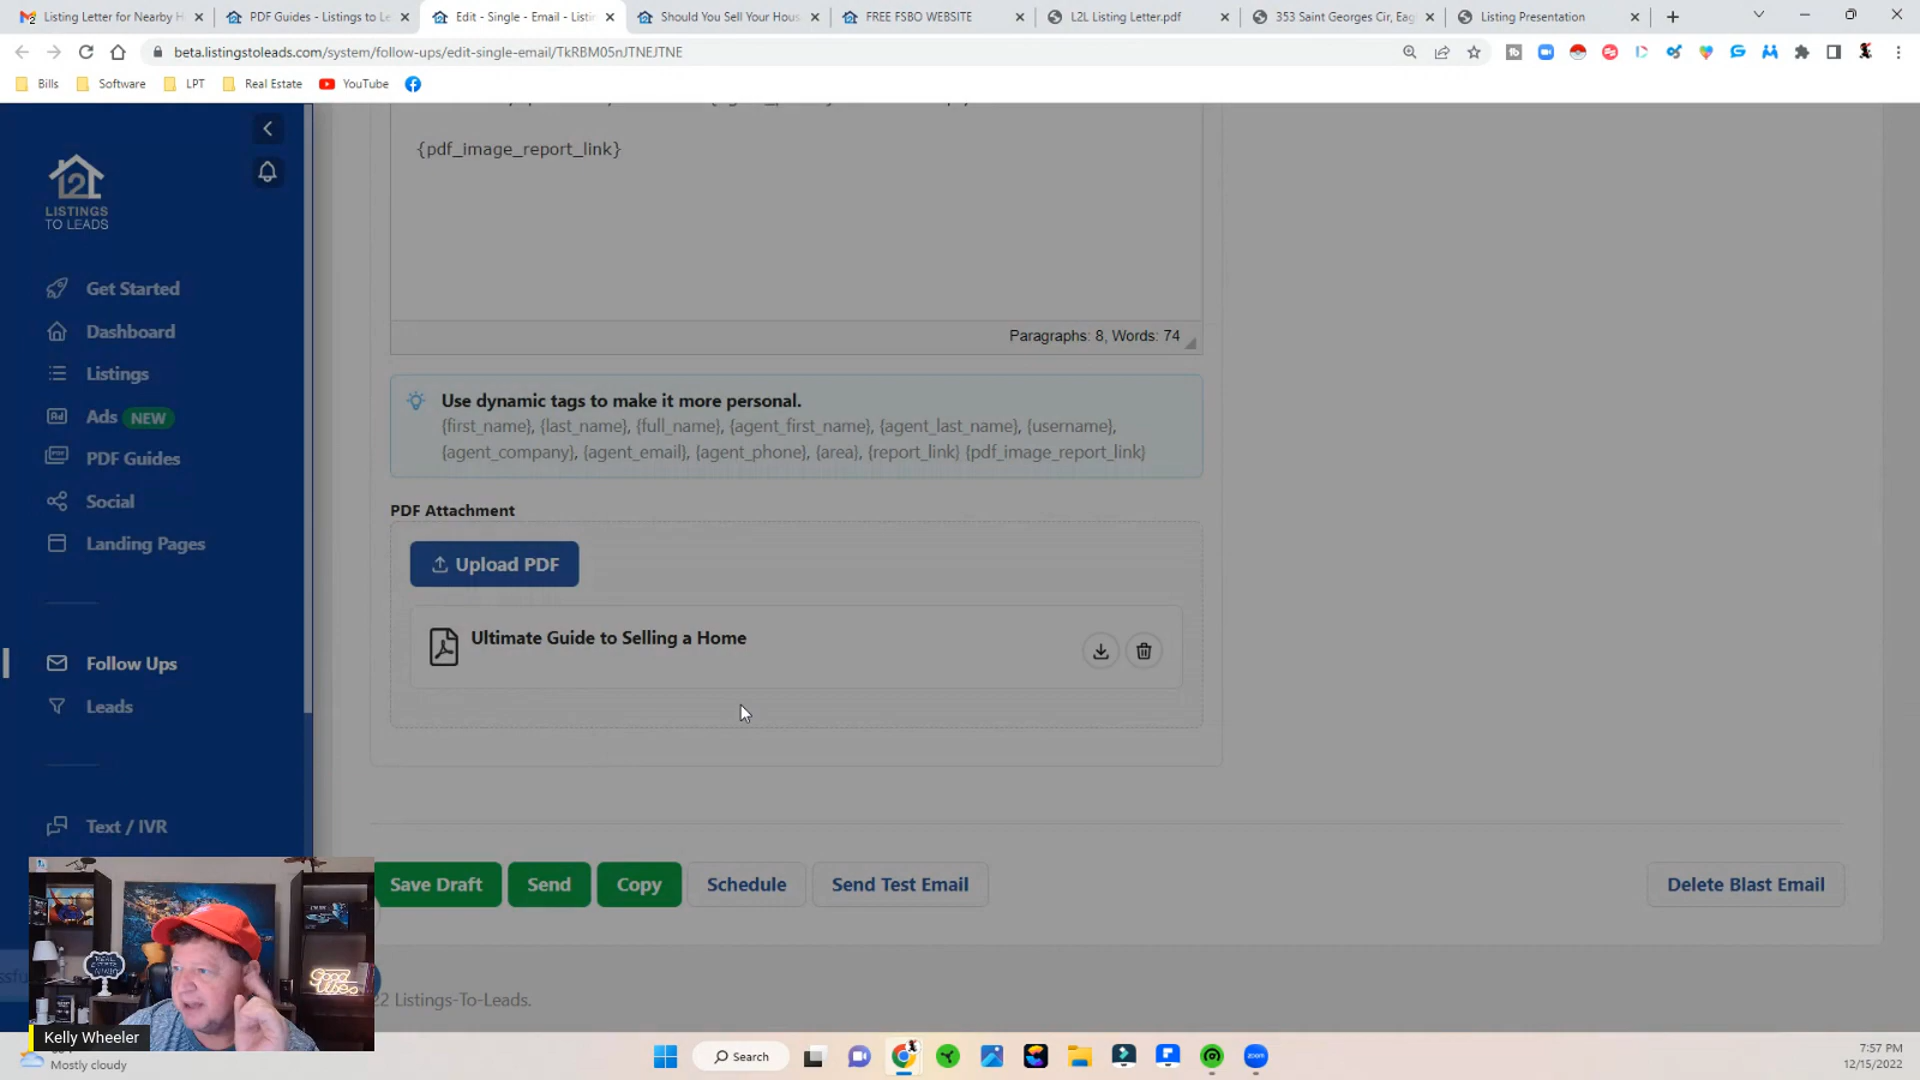 Listing Letter for Nearby H
PDF Guides - Listings to Le
Edit - Single - Email - Listin
Should You Sell Your Hous
FREE FSBO WEBSITE
L2L Listing Letter.pdf
353 Saint Georges Cir, Eag
Listing Presentation
beta.listingstoleads.com/system/follow-ups/edit-single-email/TkRBM05nJTNEJTNE
Bills
Software
LPT
Real Estate
YouTube
L2L
LISTINGS
TO LEADS
Get Started
Dashboard
Listings
Ads NEW
PDF Guides
Social
Landing Pages
Follow Ups
Leads
Text / IVR
{pdf_image_report_link}
Paragraphs: 8, Words: 74
Use dynamic tags to make it more personal.
{first_name}, {last_name}, {full_name}, {agent_first_name}, {agent_last_name}, {username},
{agent_company}, {agent_email}, {agent_phone}, {area}, {report_link} {pdf_image_report_link}
PDF Attachment
Upload PDF
Ultimate Guide to Selling a Home
Save Draft
Send
Copy
Schedule
Send Test Email
Delete Blast Email
22 Listings-To-Leads.
Good
Vibes
Kelly Wheeler
Mostly cloudy
Search
zoom
7:57 PM
12/15/2022